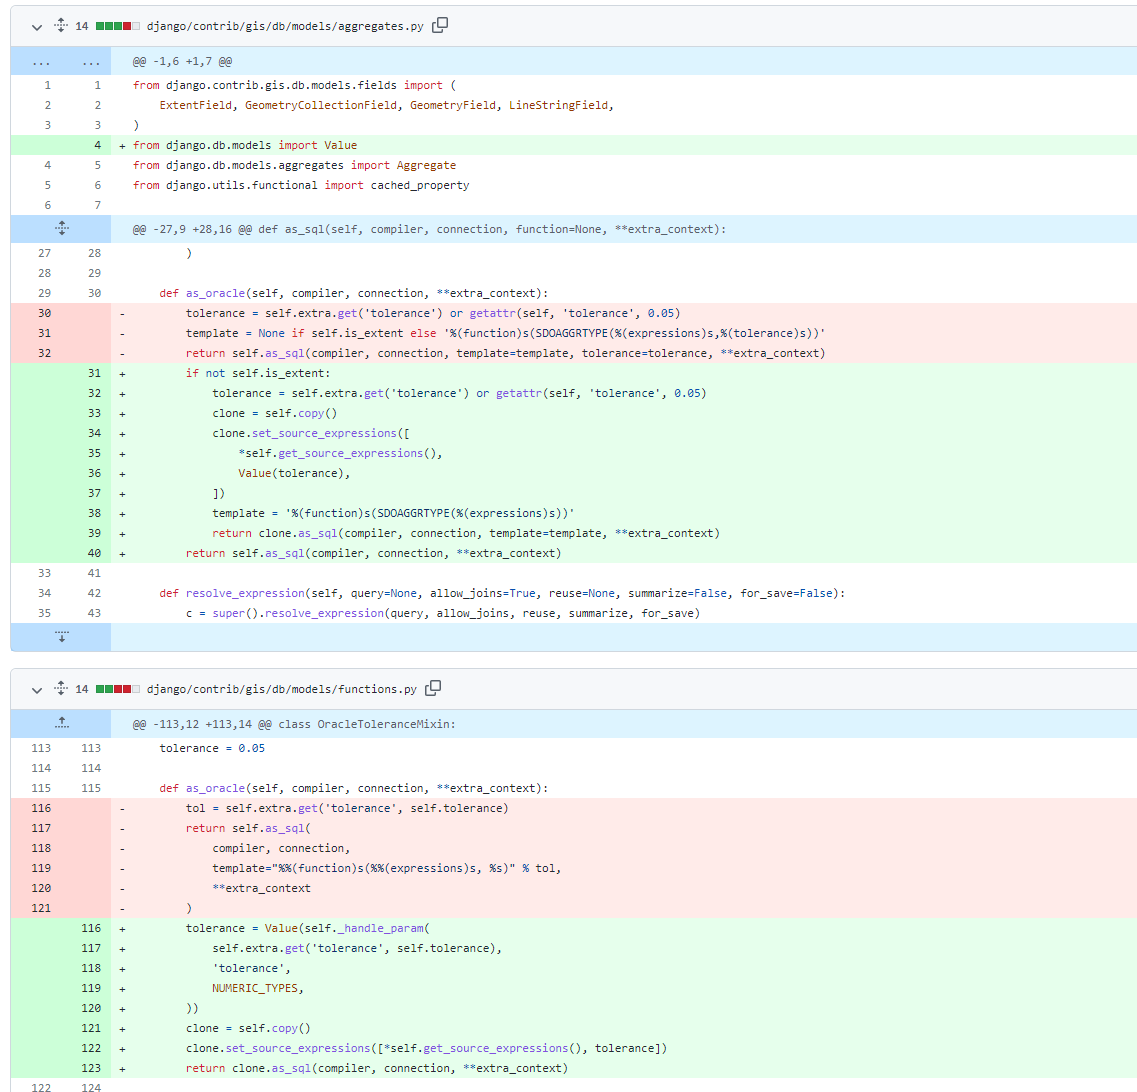 14 django/contrib/gis/db/models/aggregates.py
... ... @@ -1,6 +1,7 @@
1 1 from django.contrib.gis.db.models.fields import (
2 2 ExtentField, GeometryCollectionField, GeometryField, LineStringField,
3 3 )
4 + from django.db.models import Value
4 5 from django.db.models.aggregates import Aggregate
5 6 from django.utils.functional import cached_property
6 7
@@ -27,9 +28,16 @@ def as_sql(self, compiler, connection, function=None, **extra_context):
27 28 )
28 29
29 30 def as_oracle(self, compiler, connection, **extra_context):
30 - tolerance = self.extra.get('tolerance') or getattr(self, 'tolerance', 0.05)
31 - template = None if self.is_extent else '%(function)s(SDOAGGRTYPE(%(expressions)s,%(tolerance)s))'
32 - return self.as_sql(compiler, connection, template=template, tolerance=tolerance, **extra_context)
31 + if not self.is_extent:
32 + tolerance = self.extra.get('tolerance') or getattr(self, 'tolerance', 0.05)
33 + clone = self.copy()
34 + clone.set_source_expressions([
35 + *self.get_source_expressions(),
36 + Value(tolerance),
37 + ])
38 + template = '%(function)s(SDOAGGRTYPE(%(expressions)s))'
39 + return clone.as_sql(compiler, connection, template=template, **extra_context)
40 + return self.as_sql(compiler, connection, **extra_context)
33 41
34 42 def resolve_expression(self, query=None, allow_joins=True, reuse=None, summarize=False, for_save=False):
35 43 c = super().resolve_expression(query, allow_joins, reuse, summarize, for_save)
14 django/contrib/gis/db/models/functions.py
@@ -113,12 +113,14 @@ class OracleToleranceMixin:
113 113 tolerance = 0.05
114 114
115 115 def as_oracle(self, compiler, connection, **extra_context):
116 - tol = self.extra.get('tolerance', self.tolerance)
117 - return self.as_sql(
118 - compiler, connection,
119 - template="%%(function)s(%%(expressions)s, %s)" % tol,
120 - **extra_context
121 - )
116 + tolerance = Value(self._handle_param(
117 + self.extra.get('tolerance', self.tolerance),
118 + 'tolerance',
119 + NUMERIC_TYPES,
120 + ))
121 + clone = self.copy()
122 + clone.set_source_expressions([*self.get_source_expressions(), tolerance])
123 + return clone.as_sql(compiler, connection, **extra_context)
122 124